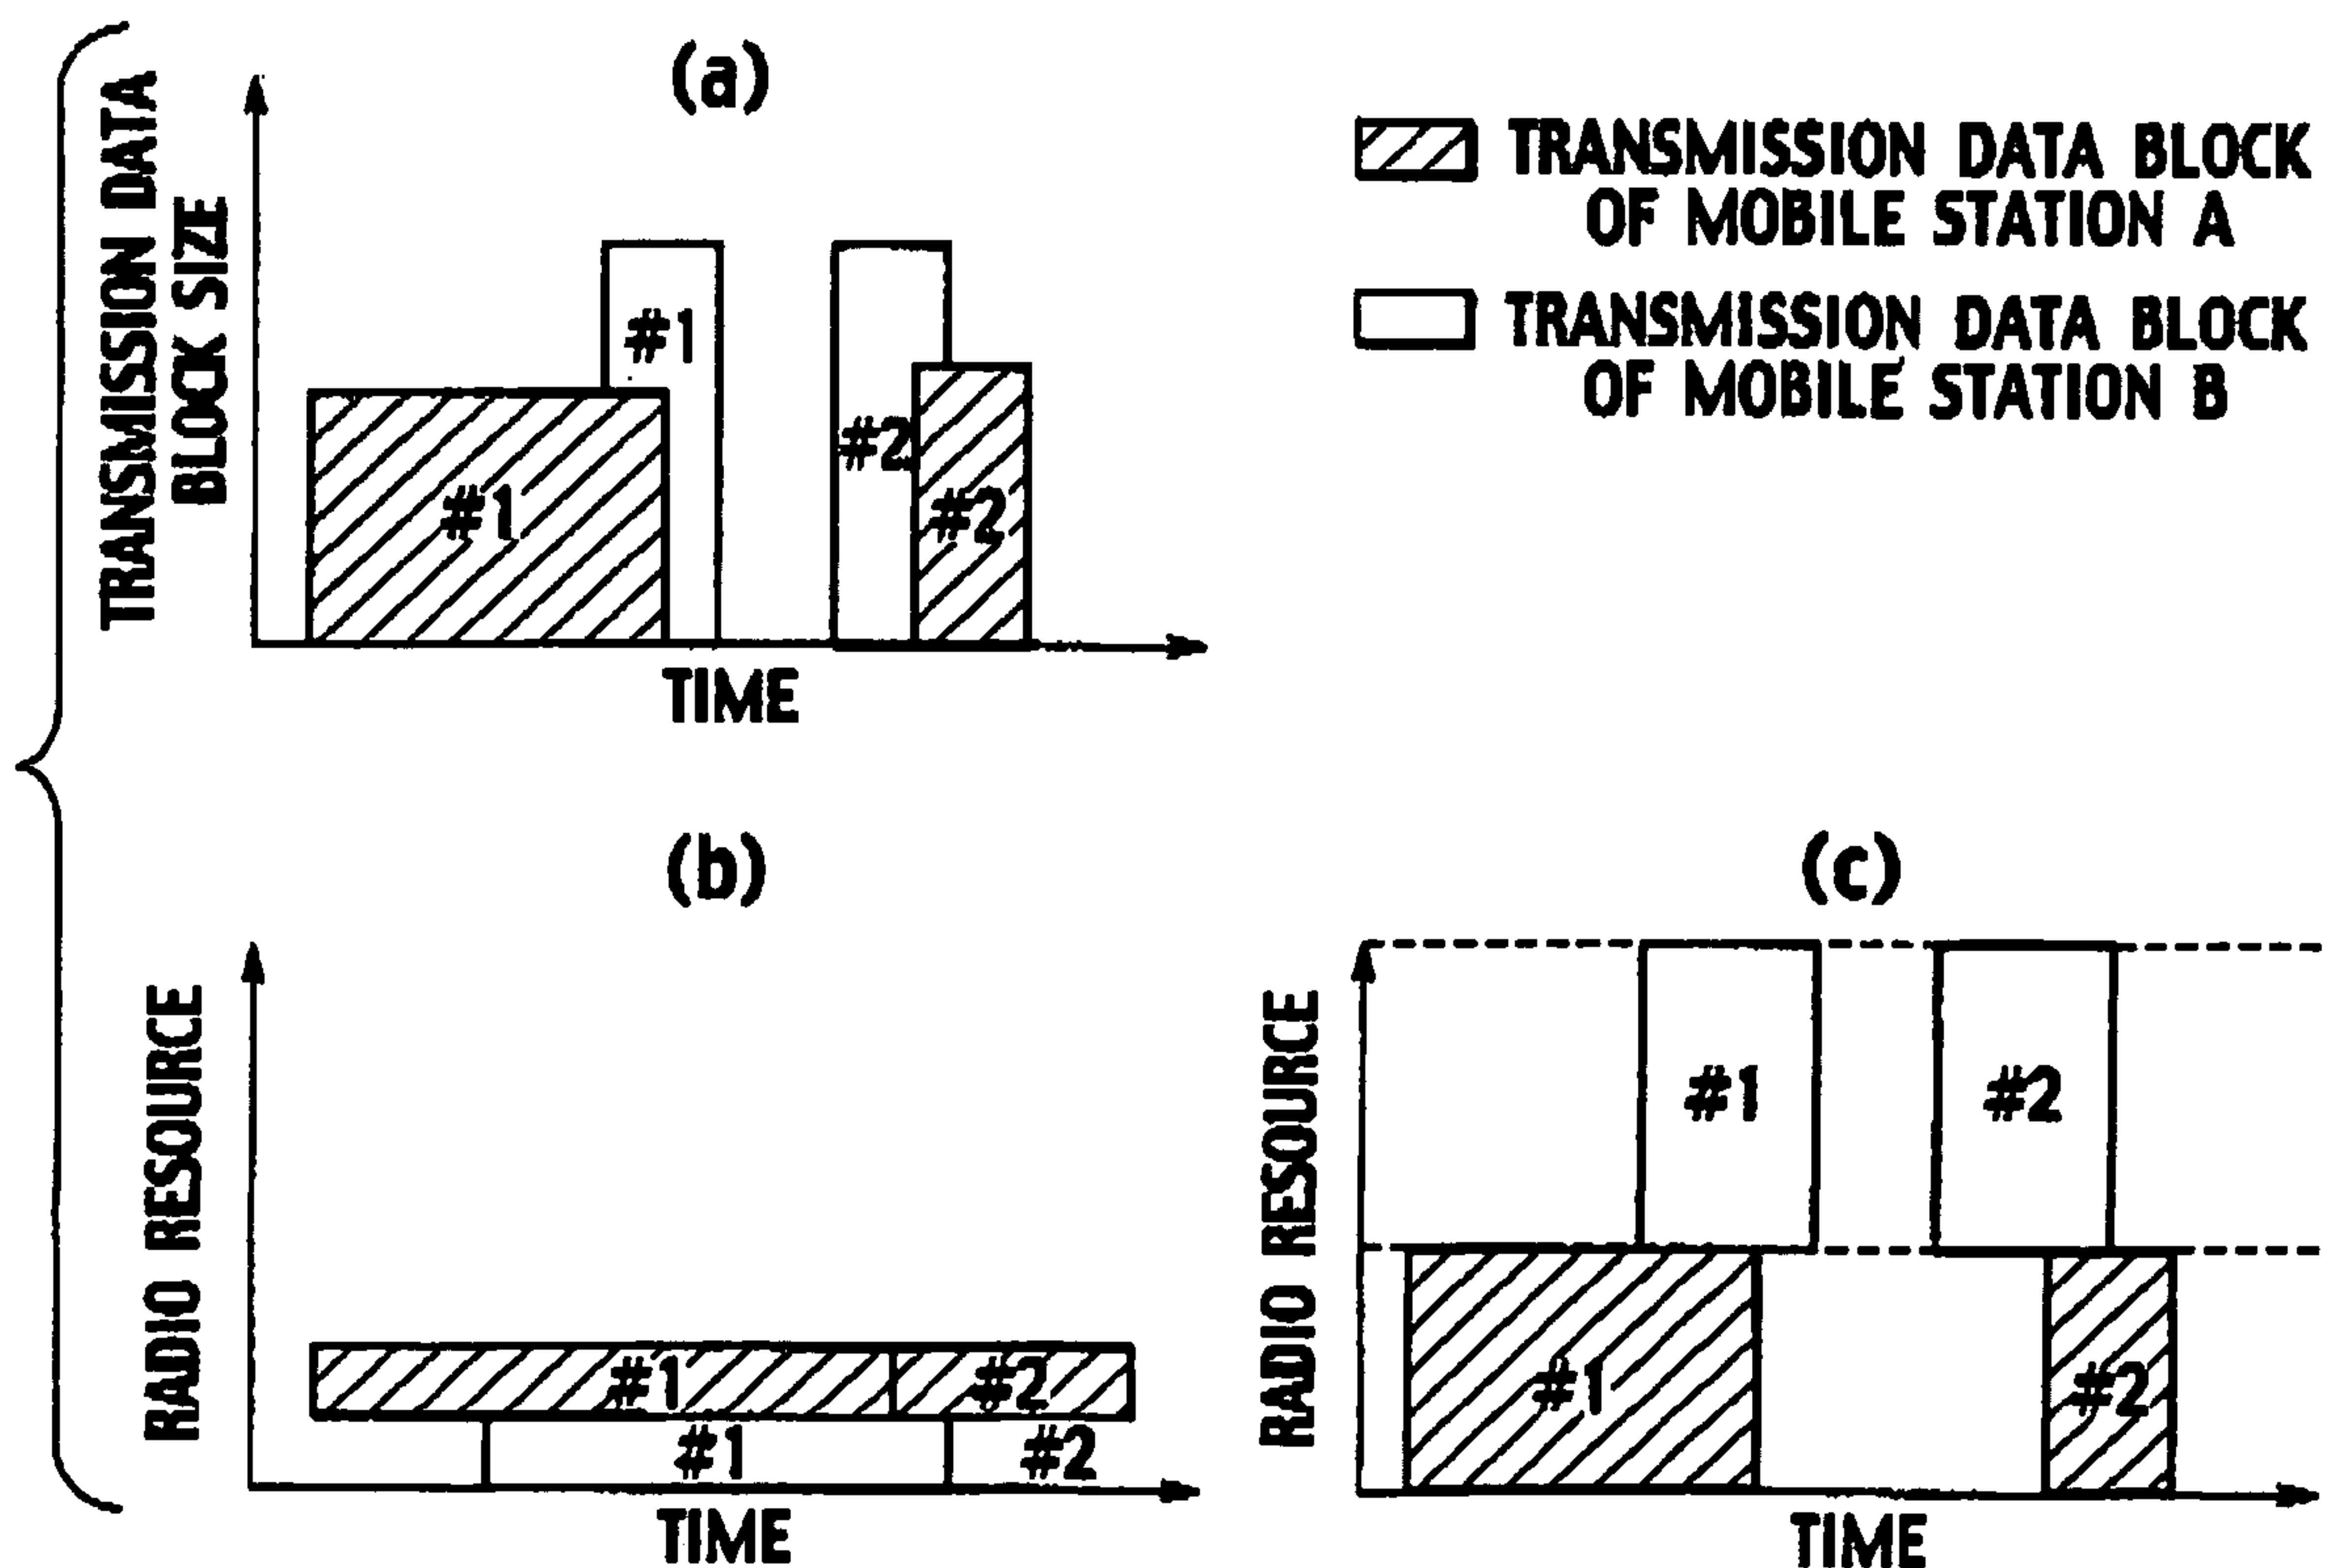 (a)
TRANSMISSION DATA
BLOCK SIZE
#1
#1
#2
#2
TIME
TRANSMISSION DATA BLOCK
OF MOBILE STATION A
TRANSMISSION DATA BLOCK
OF MOBILE STATION B
(b)
RADIO RESOURCE
#1
#2
#1
#2
TIME
(c)
RADIO RESOURCE
#1
#2
#1
#2
TIME